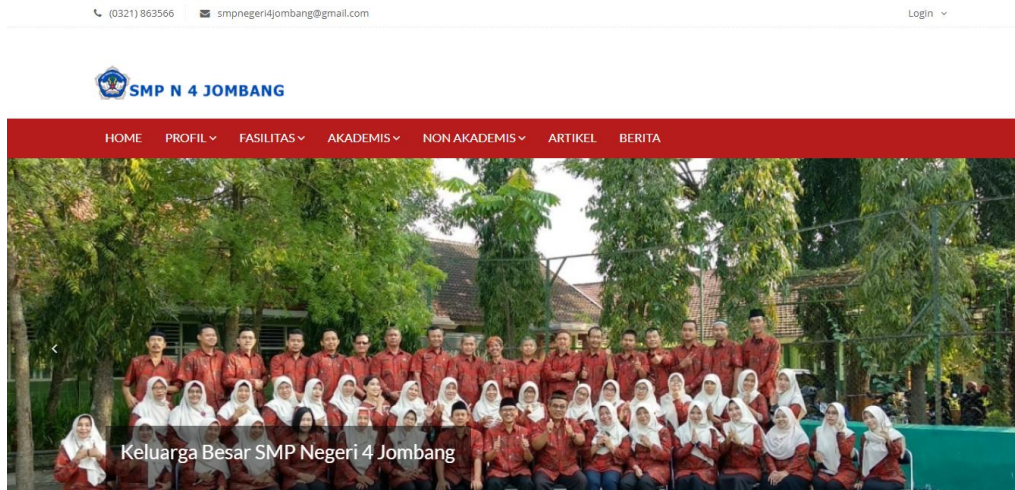 (0321) 863566 smpnegeri4jombang@gmail.com Login
SMP N 4 JOMBANG
HOME PROFIL FASILITAS AKADEMIS NON AKADEMIS ARTIKEL BERITA
Keluarga Besar SMP Negeri 4 Jombang